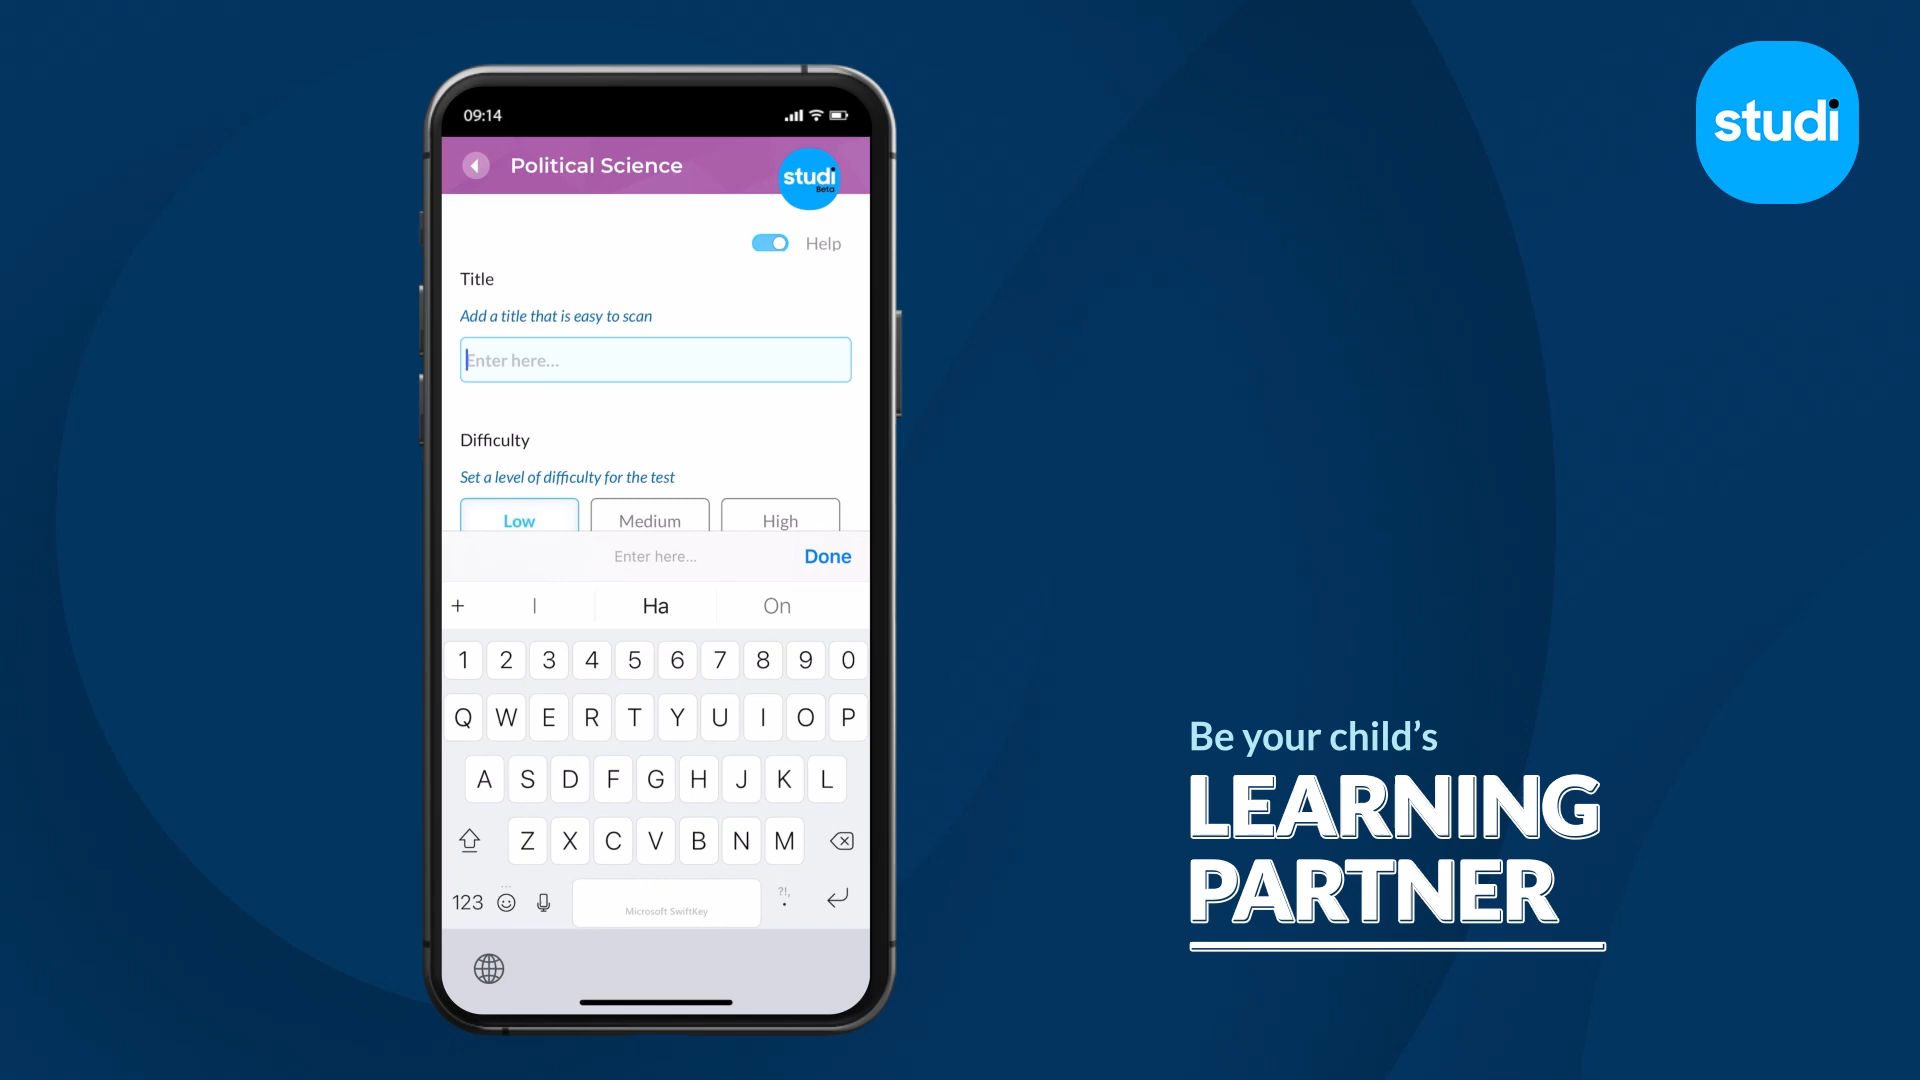 09:14
Political Science
studi
Beta
Help
Title
Add a title that is easy to scan
Enter here...
Difficulty
Set a level of difficulty for the test
Low Medium High
Enter here... Done
+ I Ha On
1 2 3 4 5 6 7 8 9 0
Q W E R T Y U I O P
A S D F G H J K L
Z X C V B N M
123 ... ?!, .
Microsoft SwiftKey
studi
Be your child's
LEARNING
PARTNER